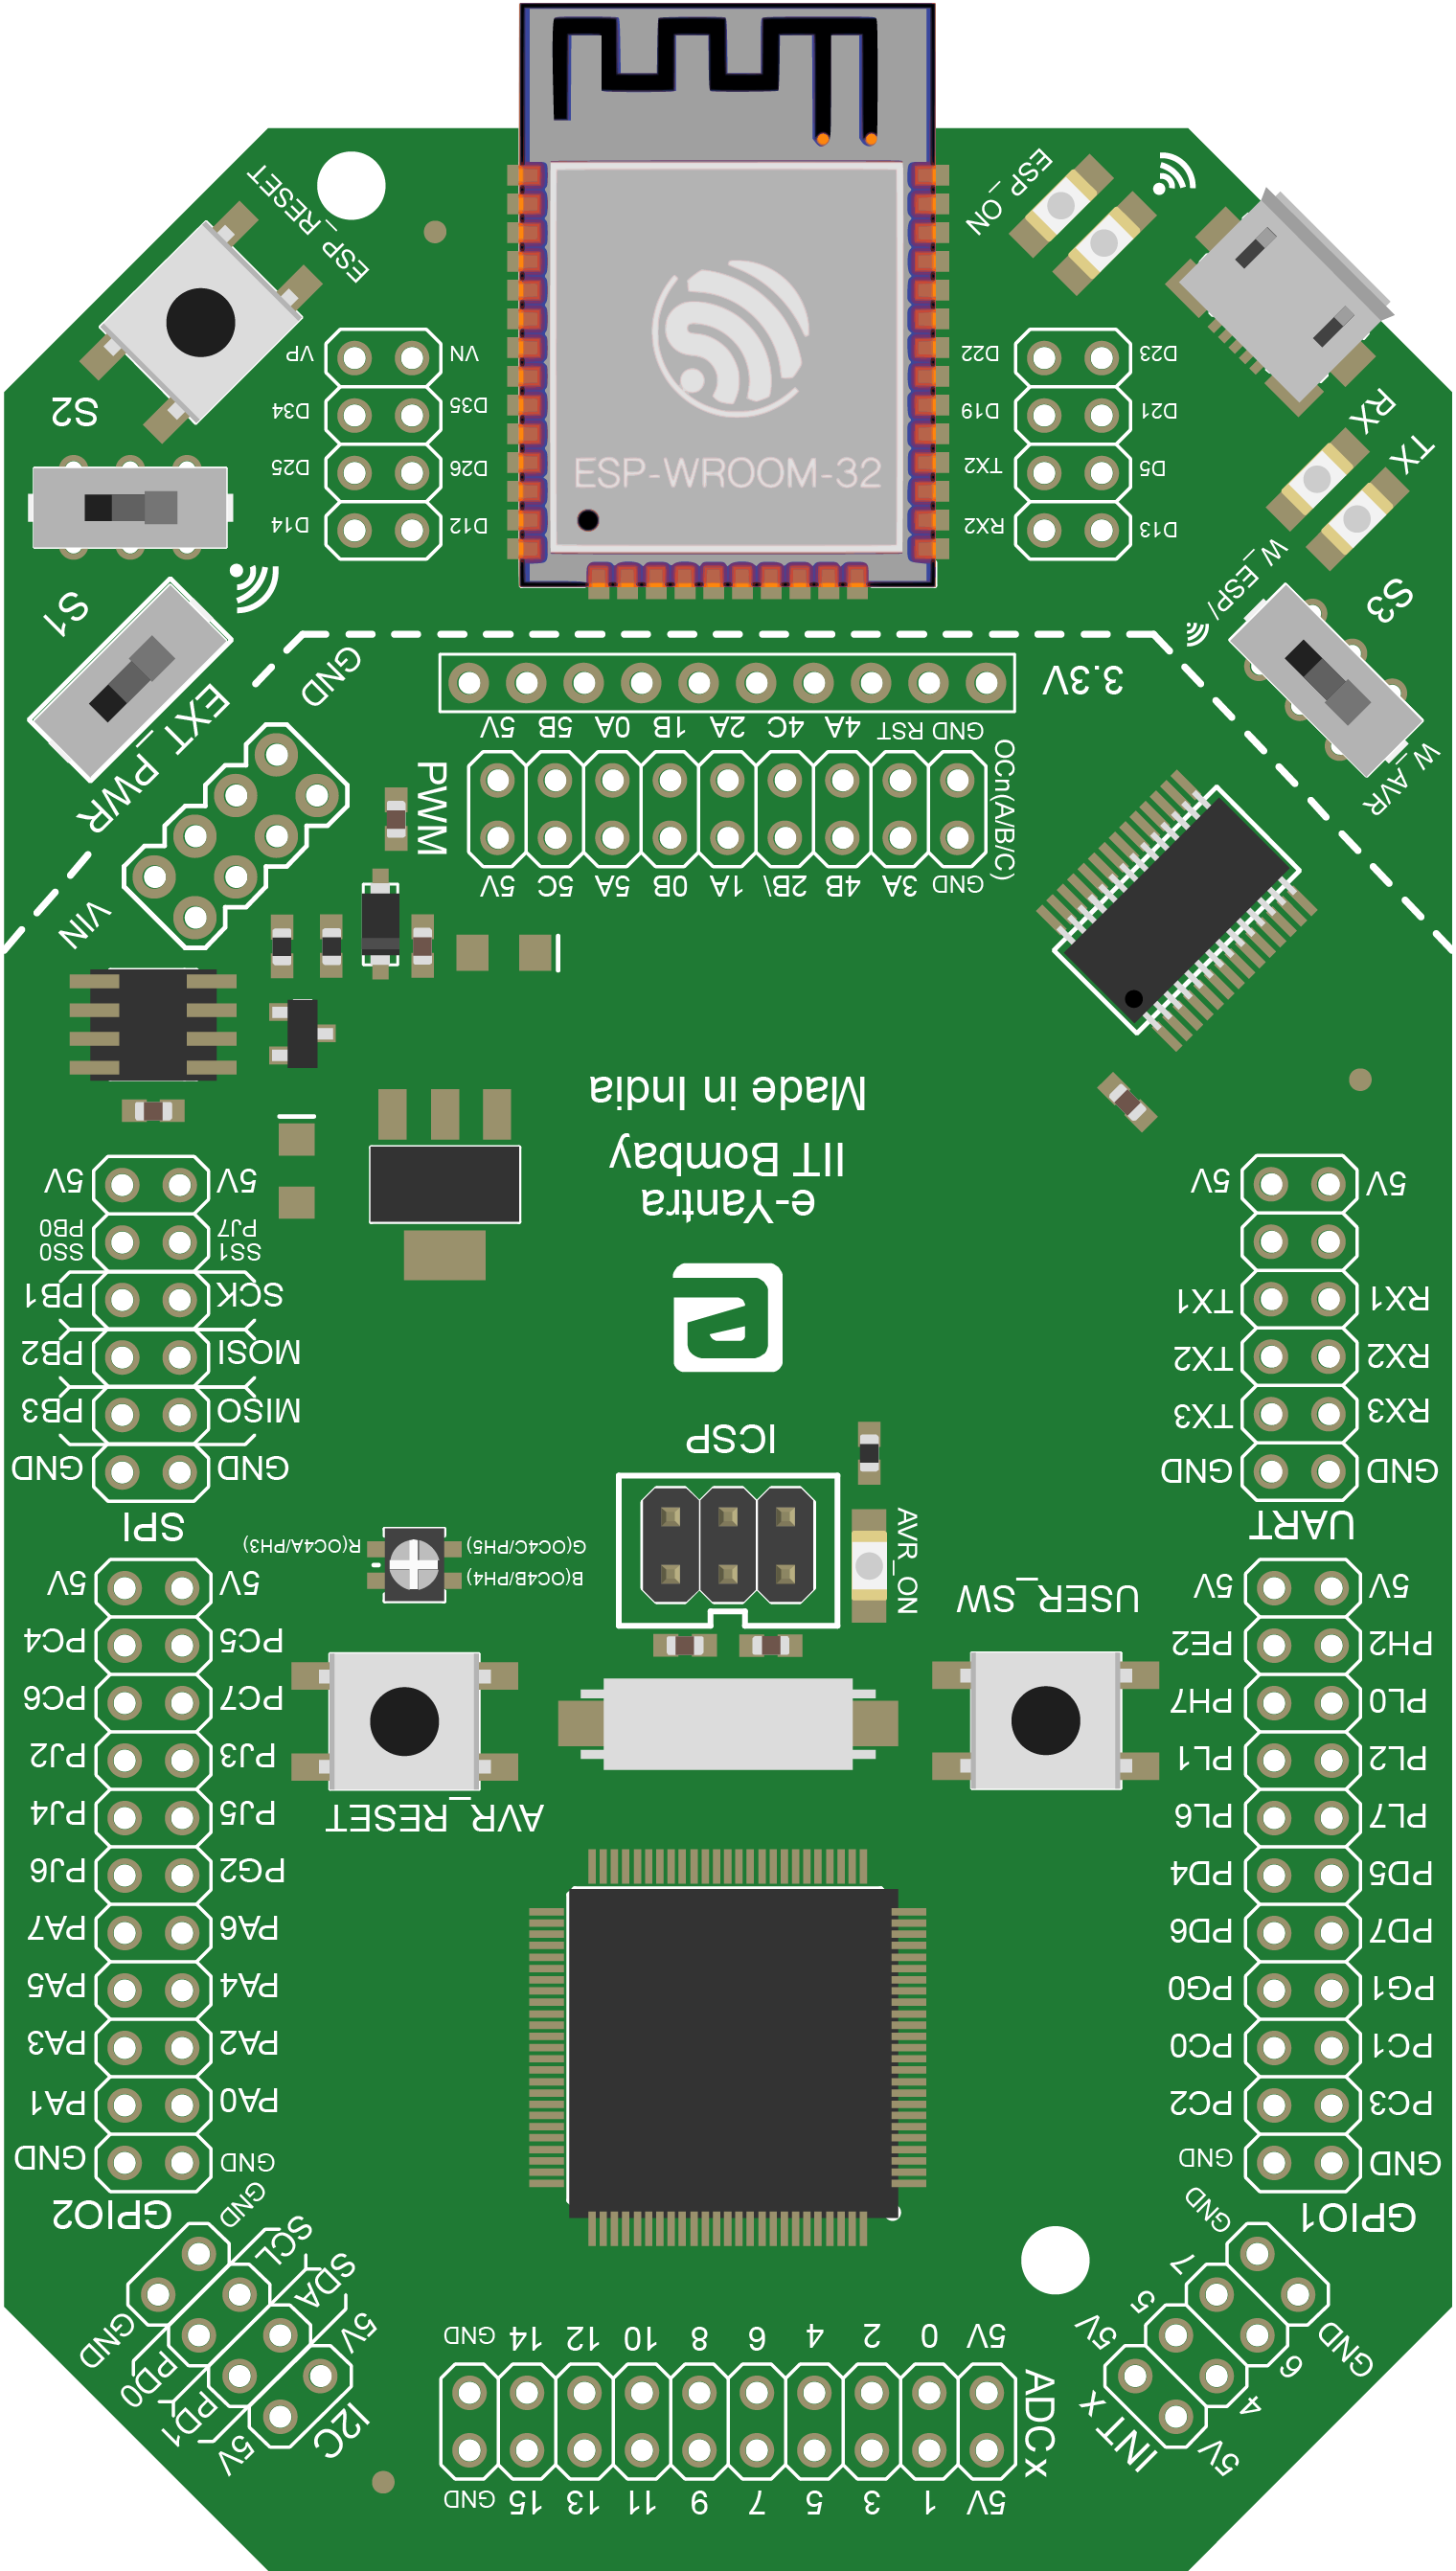 ESP_RESET
ESP_ON
VP
VN
D34
D35
D25
D26
D14
D12
D22
D23
D19
D21
TX2
D5
RX2
D13
ESP-WROOM-32
RX
TX
S2
S1
S3
W_ESP/
W_AVR
EXT_PWR
GND
VIN
3.3V
5V 5B 0A 1B 2A 4C 4A RST GND
PWM
OCn(A/B/C)
5V 5C 5A 0B 1A 2B\ 4B 3A GND
Made in India
IIT Bombay
e-Yantra
5V
5V
PB0
SS0
PJ7
SS1
PB1
SCK
PB2
MOSI
PB3
MISO
GND
GND
SPI
5V
5V
TX1
RX1
TX2
RX2
TX3
RX3
GND
GND
UART
ICSP
AVR_ON
R(OC4A/PH3)
G(OC4C/PH5)
B(OC4B/PH4)
USER_SW
AVR_RESET
5V
5V
PC4
PC5
PC6
PC7
PJ2
PJ3
PJ4
PJ5
PJ6
PG2
PA7
PA6
PA5
PA4
PA3
PA2
PA1
PA0
GND
GND
GPIO2
5V
5V
PE2
PH2
PH7
PL0
PL1
PL2
PL6
PL7
PD4
PD5
PD6
PD7
PG0
PG1
PC0
PC1
PC2
PC3
GND
GND
GPIO1
GND
SCL
SDA
5V
GND
PD0
PD1
5V
I2C
GND
7
5
5V
GND
6
4
5V
INT x
GND 14 12 10 8 6 4 2 0 5V
ADC x
GND 15 13 11 9 7 5 3 1 5V